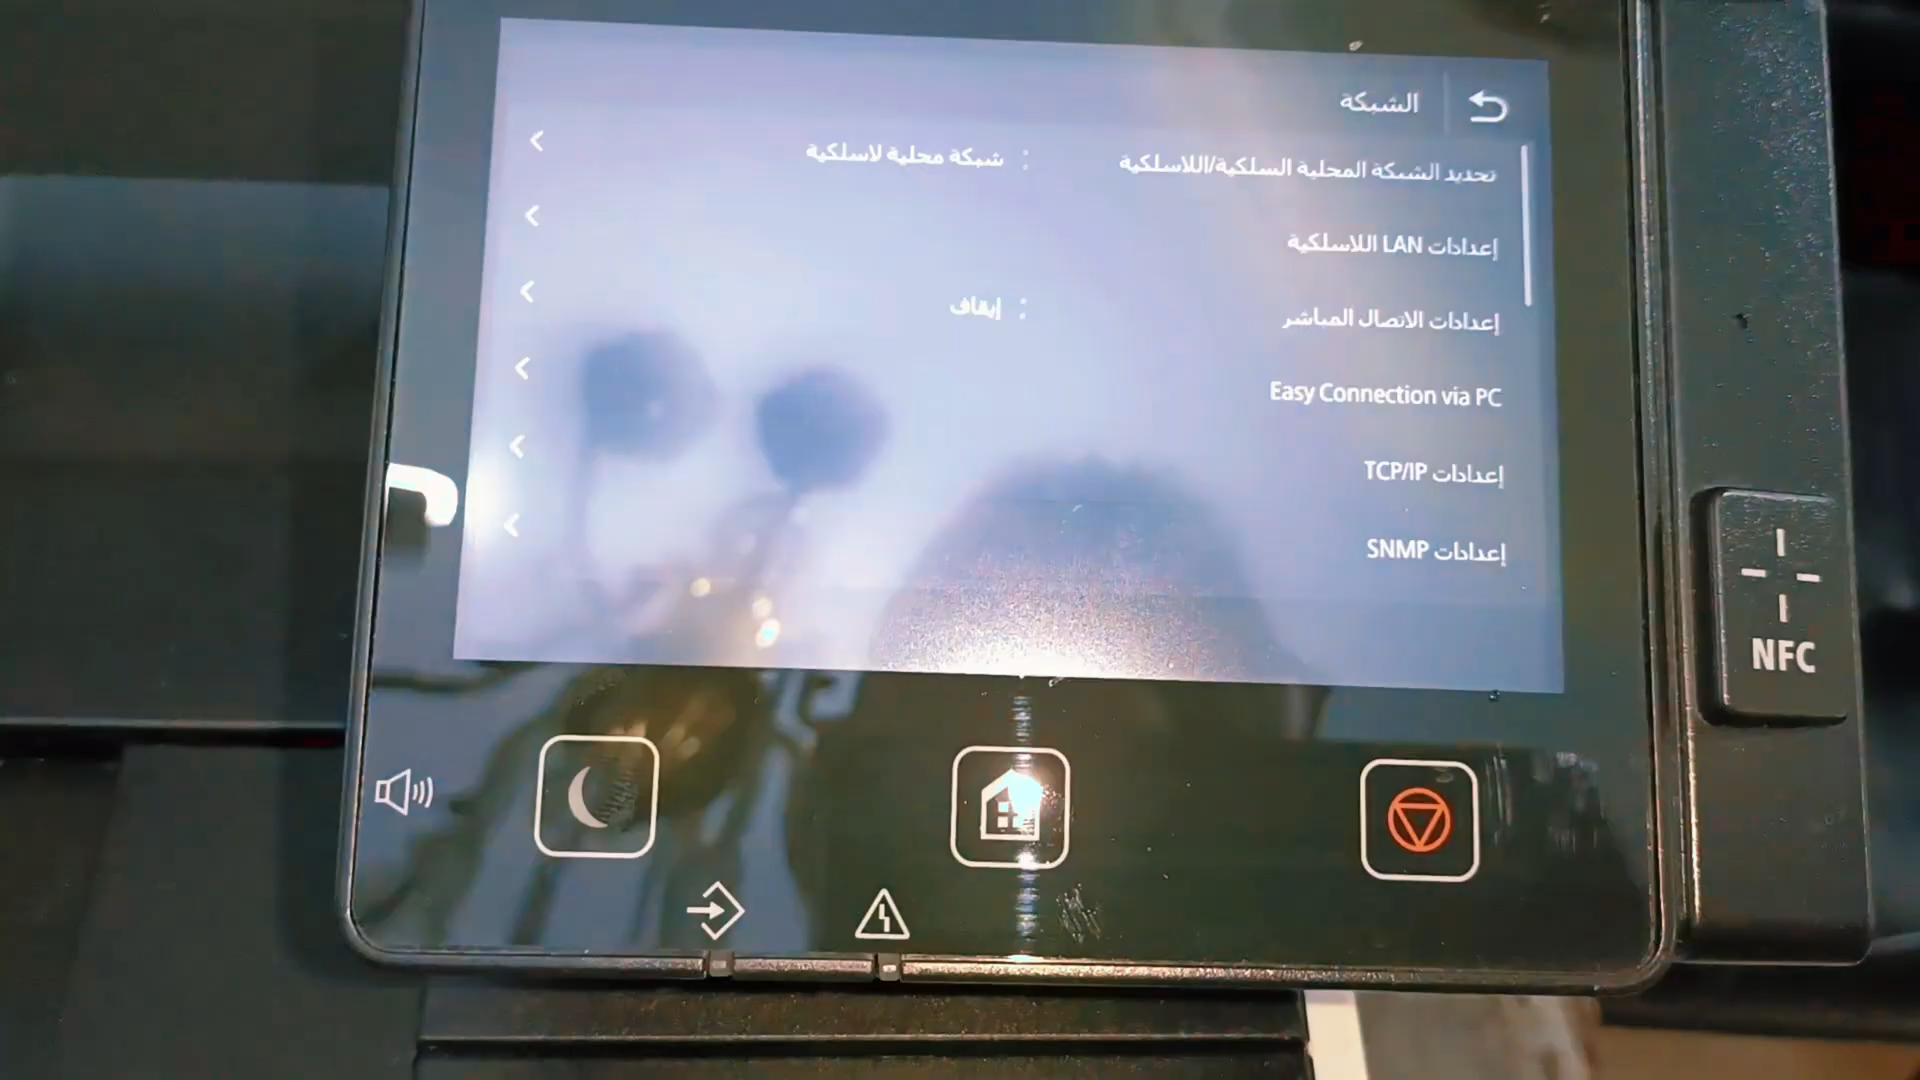 الشبكة
تحديد الشبكة المحلية السلكية/اللاسلكية : شبكة محلية لاسلكية
إعدادات LAN اللاسلكية
إعدادات الاتصال المباشر : إيقاف
Easy Connection via PC
إعدادات TCP/IP
إعدادات SNMP
NFC